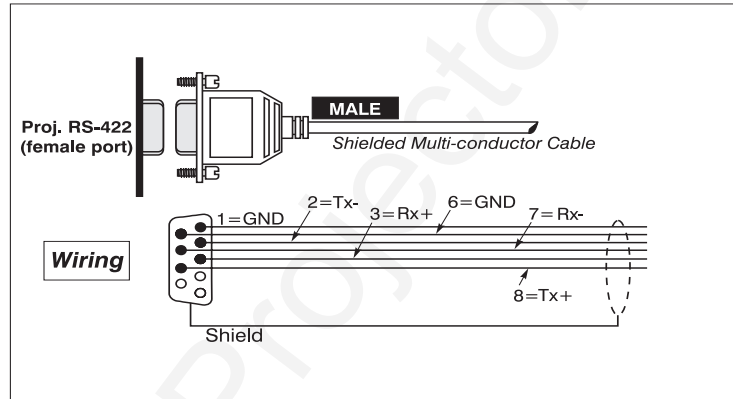 MALE
Proj. RS-422
(female port)
Shielded Multi-conductor Cable
2=Tx-
6=GND
1=GND
3=Rx+
7=Rx-
Wiring
8=Tx+
Shield
Projector